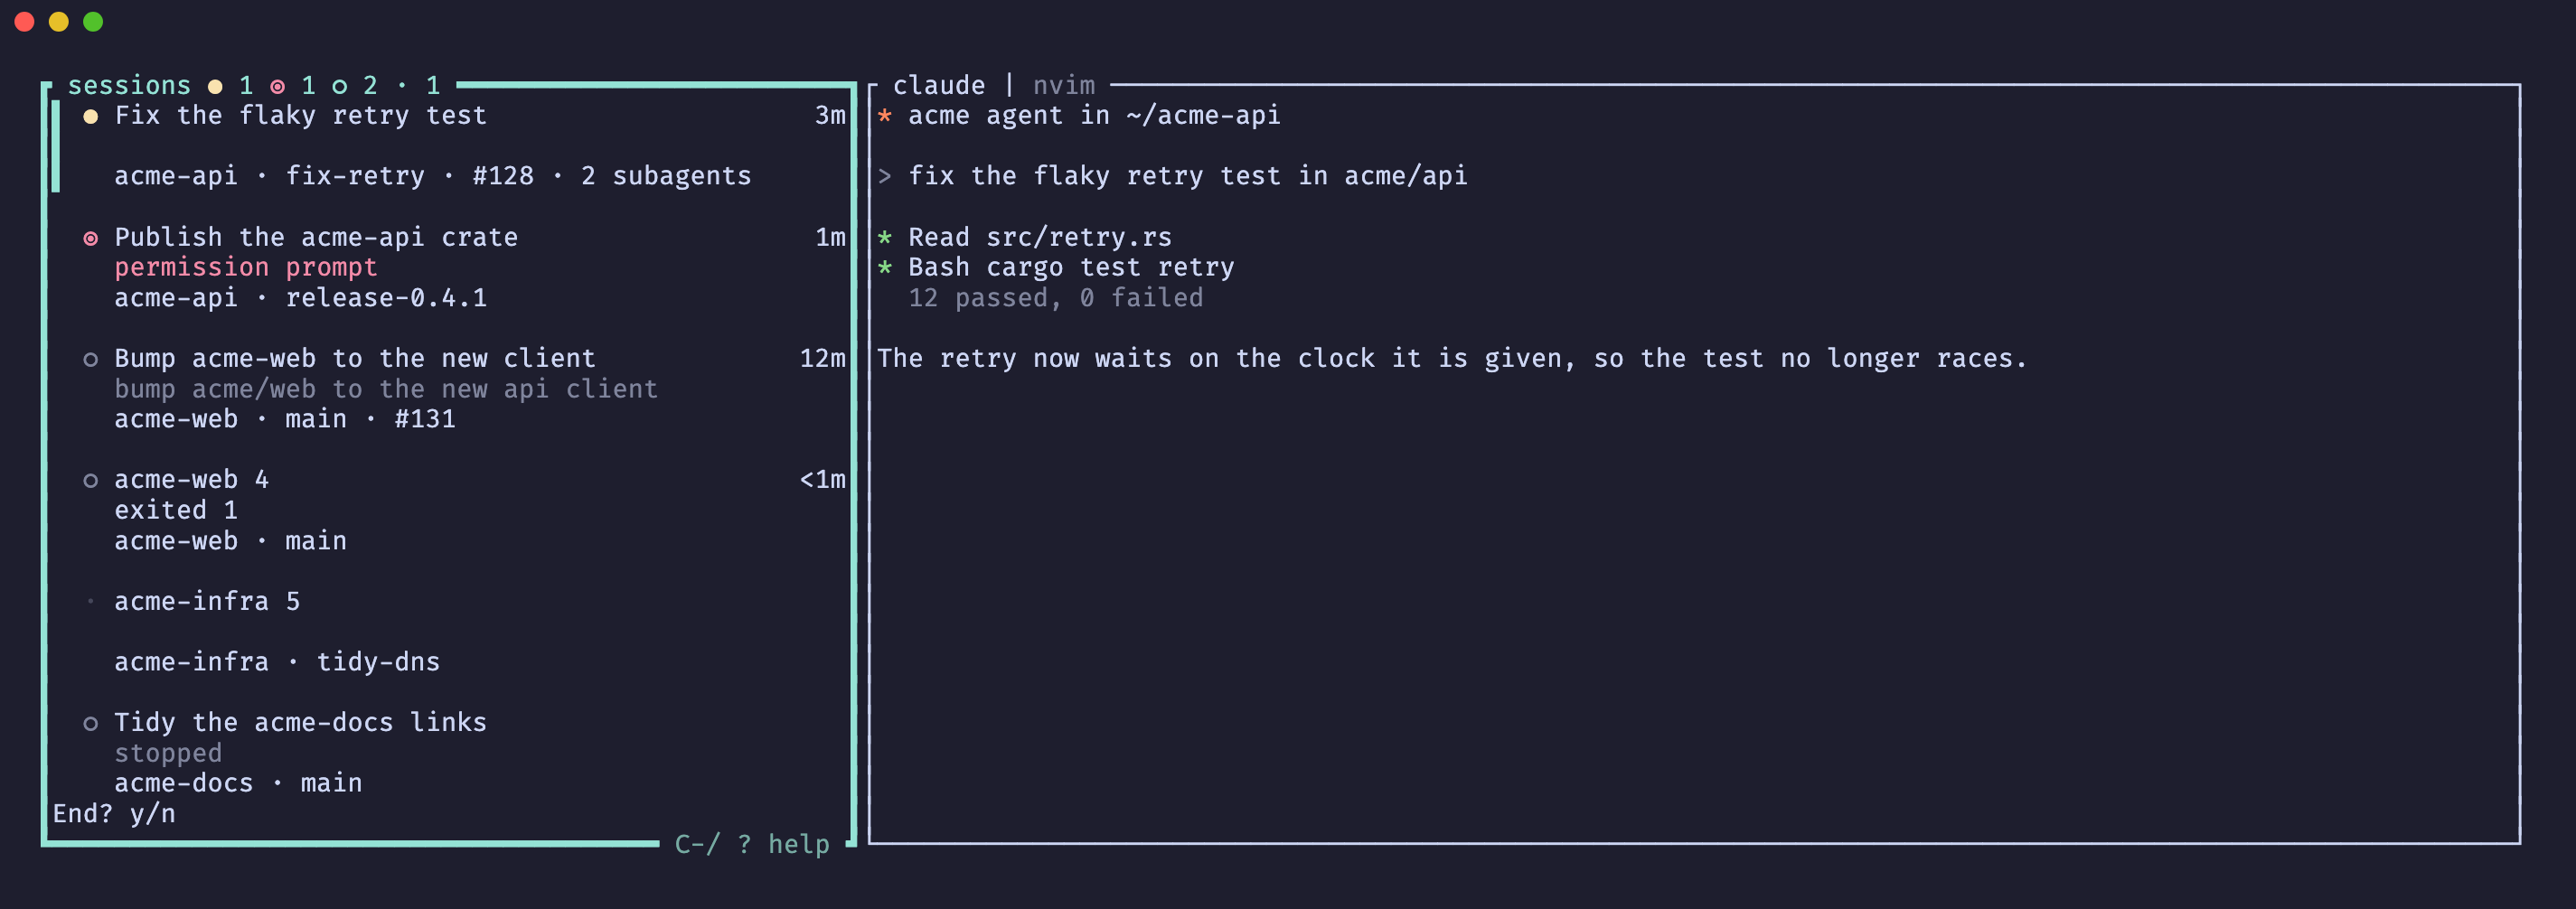 sessions ● 1 ◉ 1 ○ 2 · 1
● Fix the flaky retry test 3m
acme-api · fix-retry · #128 · 2 subagents
◉ Publish the acme-api crate 1m
permission prompt
acme-api · release-0.4.1
○ Bump acme-web to the new client 12m
bump acme/web to the new api client
acme-web · main · #131
○ acme-web 4 <1m
exited 1
acme-web · main
· acme-infra 5
acme-infra · tidy-dns
○ Tidy the acme-docs links
stopped
acme-docs · main
End? y/n
C-/ ? help
claude | nvim
* acme agent in ~/acme-api
> fix the flaky retry test in acme/api
* Read src/retry.rs
* Bash cargo test retry
12 passed, 0 failed
The retry now waits on the clock it is given, so the test no longer races.